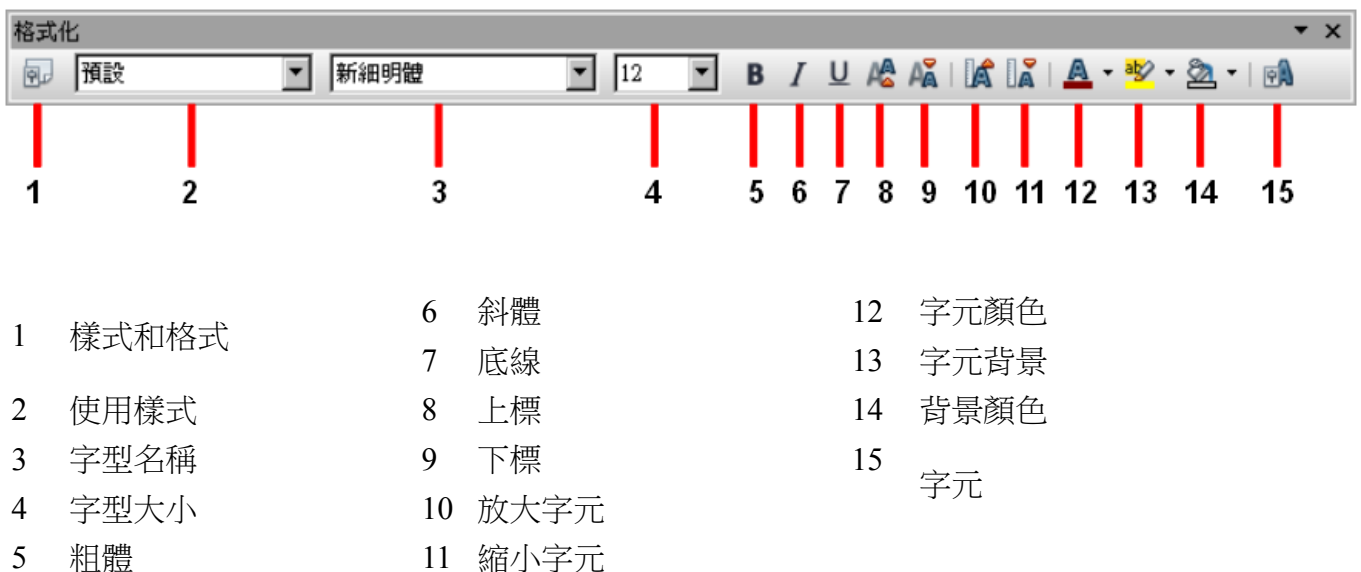 格式化
預設 新細明體 12 B I U
1 2 3 4 5 6 7 8 9 10 11 12 13 14 15
1 樣式和格式
2 使用樣式
3 字型名稱
4 字型大小
5 粗體
6 斜體
7 底線
8 上標
9 下標
10 放大字元
11 縮小字元
12 字元顏色
13 字元背景
14 背景顏色
15 字元